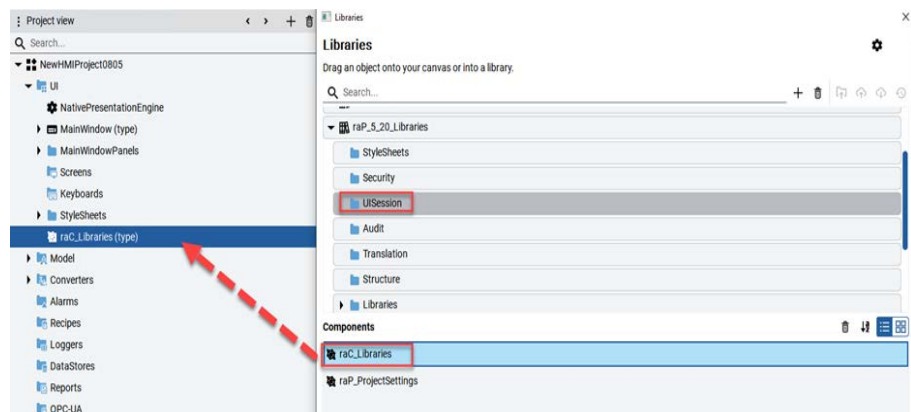 Project view
Search...
NewHMIProject0805
UI
NativePresentationEngine
MainWindow (type)
MainWindowPanels
Screens
Keyboards
StyleSheets
raC_Libraries (type)
Model
Converters
Alarms
Recipes
Loggers
DataStores
Reports
OPC-UA
Libraries
X
Libraries
Drag an object onto your canvas or into a library.
Search...
raP_5_20_Libraries
StyleSheets
Security
UISession
Audit
Translation
Structure
Libraries
Components
raC_Libraries
raP_ProjectSettings